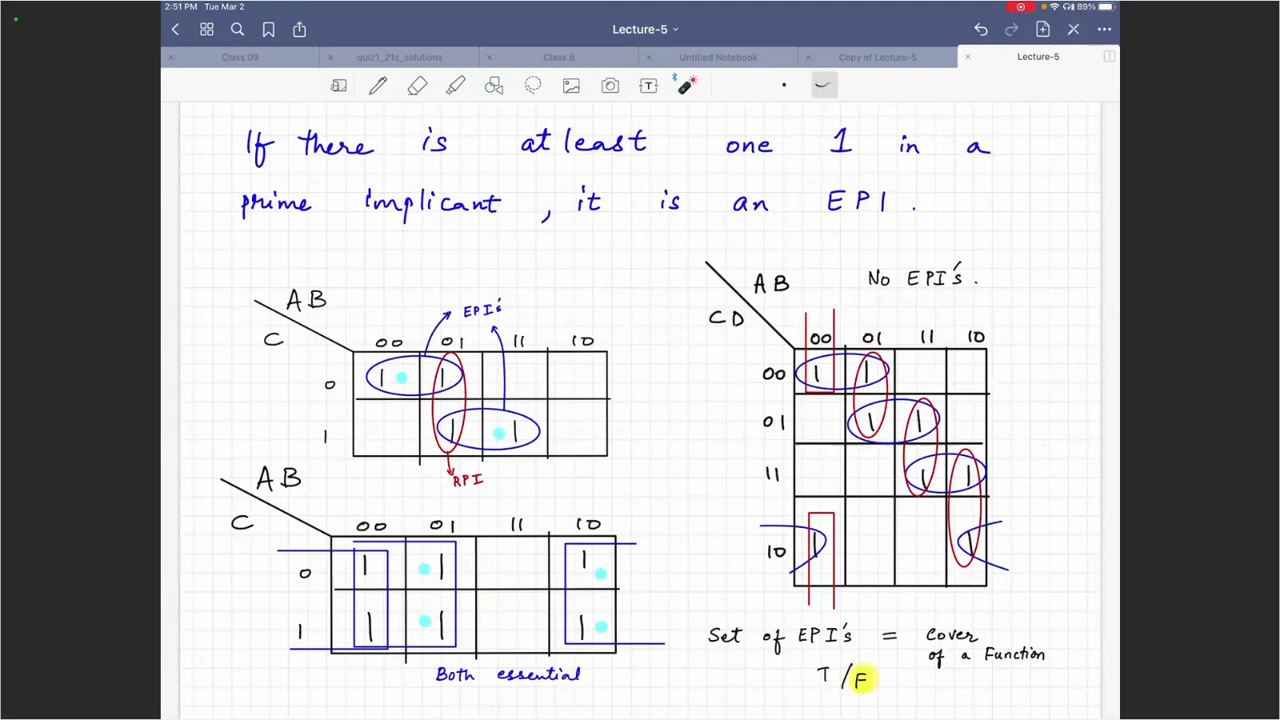 2:51 PM Tue Mar 2
89%
Lecture-5
Class 09
quiz1_21s_solutions
Class 8
Untitled Notebook
Copy of Lecture-5
Lecture-5
If there is atleast one 1 in a
prime implicant, it is an EPI.
AB
C
EPI's
00 01 11 10
0 1 1
1 1 1
RPI
AB
C
00 01 11 10
0 1 1 1
1 1 1 1
Both essential
AB
CD
No EPI's.
00 01 11 10
00 1 1
01 1 1
11 1 1
10 1 1
Set of EPI's = Cover
of a Function
T/F